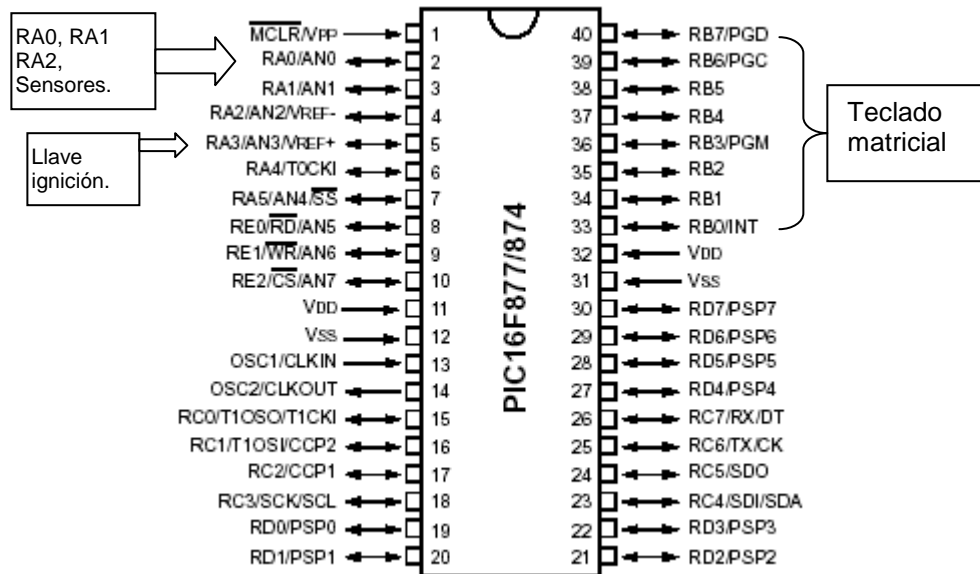 RA0, RA1
RA2,
Sensores.
Llave
ignición.
MCLR/VPP
RA0/AN0
RA1/AN1
RA2/AN2/VREF-
RA3/AN3/VREF+
RA4/T0CKI
RA5/AN4/SS
RE0/RD/AN5
RE1/WR/AN6
RE2/CS/AN7
VDD
VSS
OSC1/CLKIN
OSC2/CLKOUT
RC0/T1OSO/T1CKI
RC1/T1OSI/CCP2
RC2/CCP1
RC3/SCK/SCL
RD0/PSP0
RD1/PSP1
1
2
3
4
5
6
7
8
9
10
11
12
13
14
15
16
17
18
19
20
PIC16F877/874
40
39
38
37
36
35
34
33
32
31
30
29
28
27
26
25
24
23
22
21
RB7/PGD
RB6/PGC
RB5
RB4
RB3/PGM
RB2
RB1
RB0/INT
VDD
VSS
RD7/PSP7
RD6/PSP6
RD5/PSP5
RD4/PSP4
RC7/RX/DT
RC6/TX/CK
RC5/SDO
RC4/SDI/SDA
RD3/PSP3
RD2/PSP2
Teclado
matricial